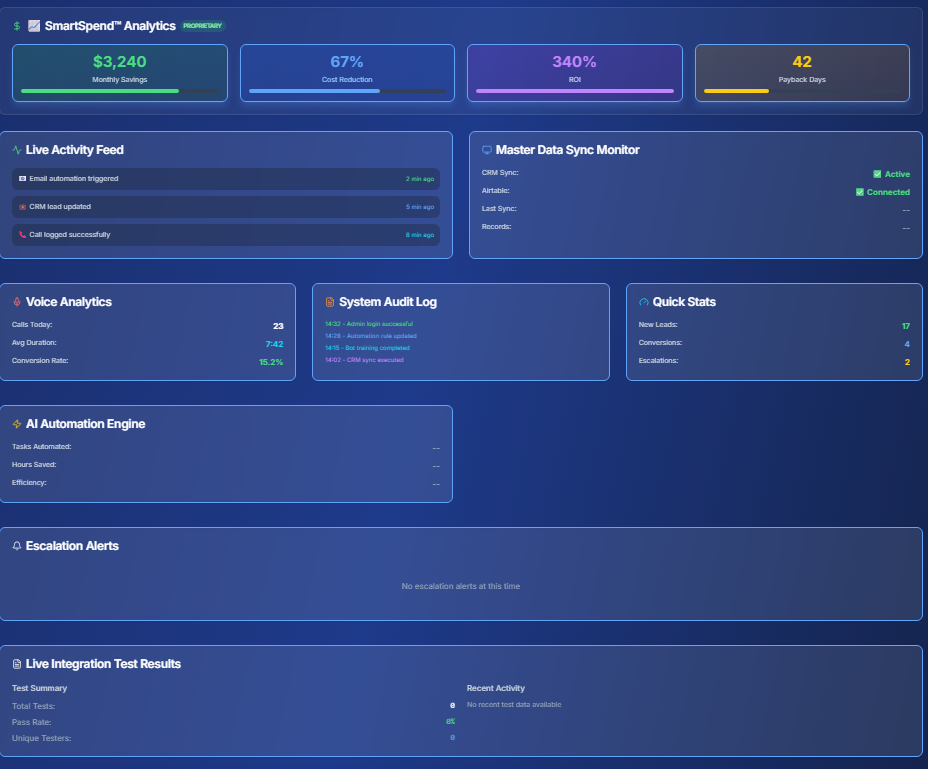 $ SmartSpend™ Analytics PROPRIETARY
$3,240
Monthly Savings
67%
Cost Reduction
340%
ROI
42
Payback Days
Live Activity Feed
Email automation triggered 2 min ago
CRM lead updated 5 min ago
Call logged successfully 8 min ago
Master Data Sync Monitor
CRM Sync: ✅ Active
Airtable: ✅ Connected
Last Sync: --
Records: --
Voice Analytics
Calls Today: 23
Avg Duration: 7:42
Conversion Rate: 15.2%
System Audit Log
14:32 - Admin login successful
14:28 - Automation rule updated
14:15 - Bot training completed
14:02 - CRM sync executed
Quick Stats
New Leads: 17
Conversions: 4
Escalations: 2
AI Automation Engine
Tasks Automated: --
Hours Saved: --
Efficiency: --
Escalation Alerts
No escalation alerts at this time
Live Integration Test Results
Test Summary
Total Tests: 0
Pass Rate: 0%
Unique Testers: 0
Recent Activity
No recent test data available